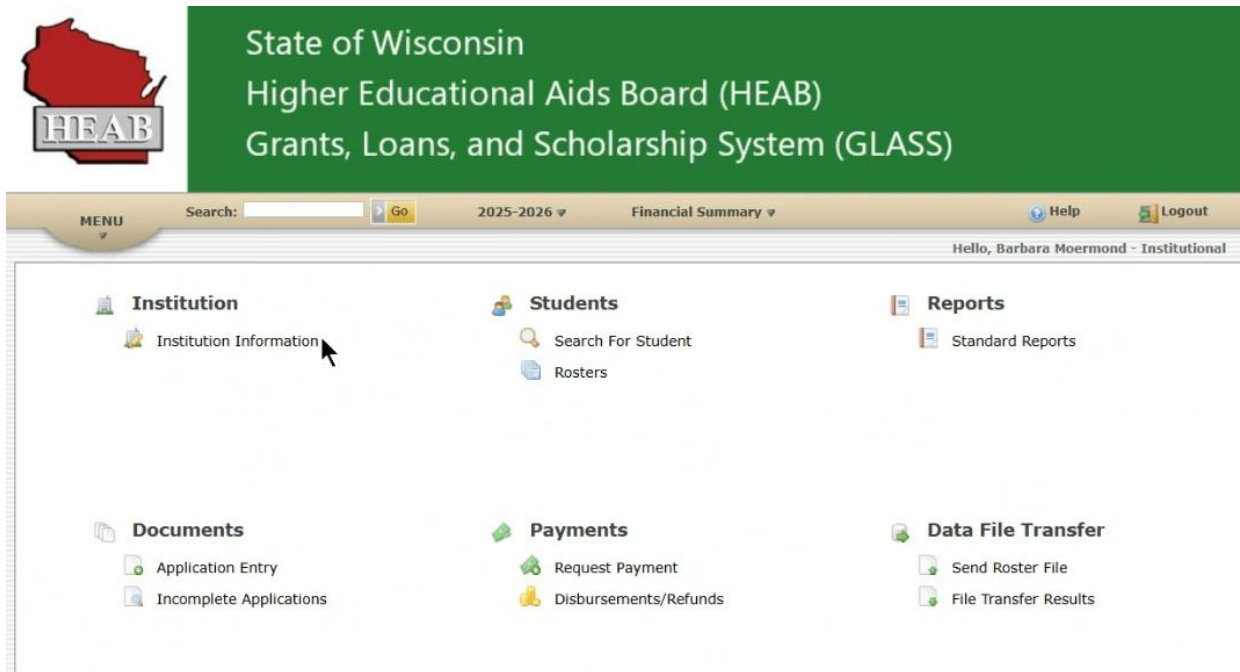 HEAB
State of Wisconsin
Higher Educational Aids Board (HEAB)
Grants, Loans, and Scholarship System (GLASS)
MENU
Search:
Go
2025-2026
Financial Summary
Help
Logout
Hello, Barbara Moermond - Institutional
Institution
Institution Information
Students
Search For Student
Rosters
Reports
Standard Reports
Documents
Application Entry
Incomplete Applications
Payments
Request Payment
Disbursements/Refunds
Data File Transfer
Send Roster File
File Transfer Results